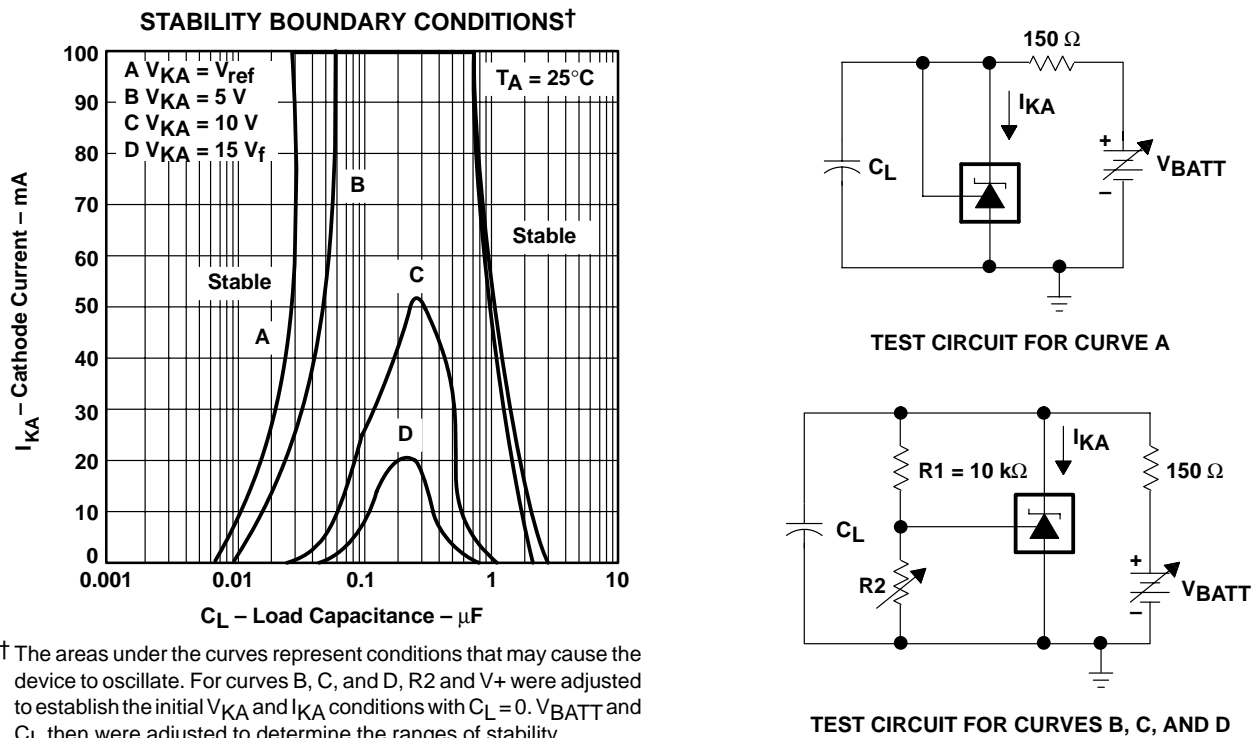 STABILITY BOUNDARY CONDITIONS†
100
90
80
70
60
50
40
30
20
10
0
I_KA – Cathode Current – mA
A V_KA = V_ref
B V_KA = 5 V
C V_KA = 10 V
D V_KA = 15 V_f
T_A = 25°C
B
Stable
Stable
C
A
D
0.001
0.01
0.1
1
10
C_L – Load Capacitance – µF
† The areas under the curves represent conditions that may cause the
device to oscillate. For curves B, C, and D, R2 and V+ were adjusted
to establish the initial V_KA and I_KA conditions with C_L = 0. V_BATT and
C_L then were adjusted to determine the ranges of stability.
150 Ω
I_KA
C_L
+
V_BATT
–
TEST CIRCUIT FOR CURVE A
I_KA
R1 = 10 kΩ
150 Ω
C_L
R2
+
V_BATT
–
TEST CIRCUIT FOR CURVES B, C, AND D